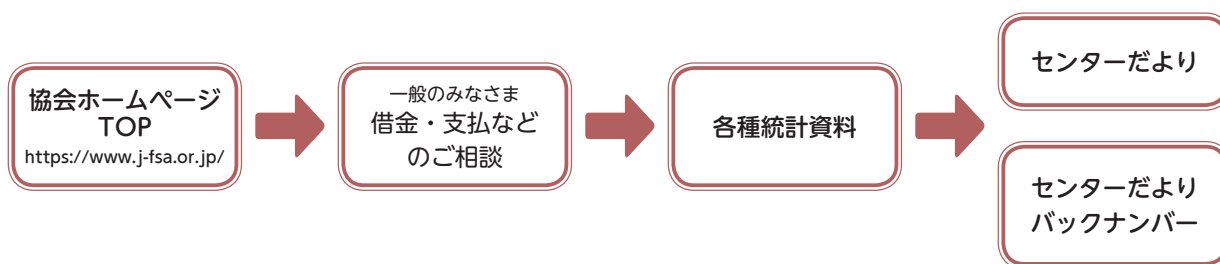 協会ホームページ
TOP
https://www.j-fsa.or.jp/
一般のみなさま
借金・支払など
のご相談
各種統計資料
センターだより
センターだより
バックナンバー